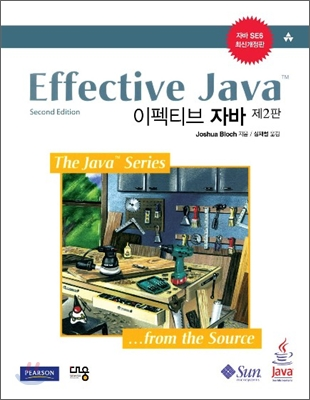 자바 SE6
최신개정판
Effective Java™
Second Edition
이펙티브 자바 제2판
Joshua Bloch 지음 / 심재철 옮김
The Java™ Series
...from the Source
PEARSON
Sun
Java